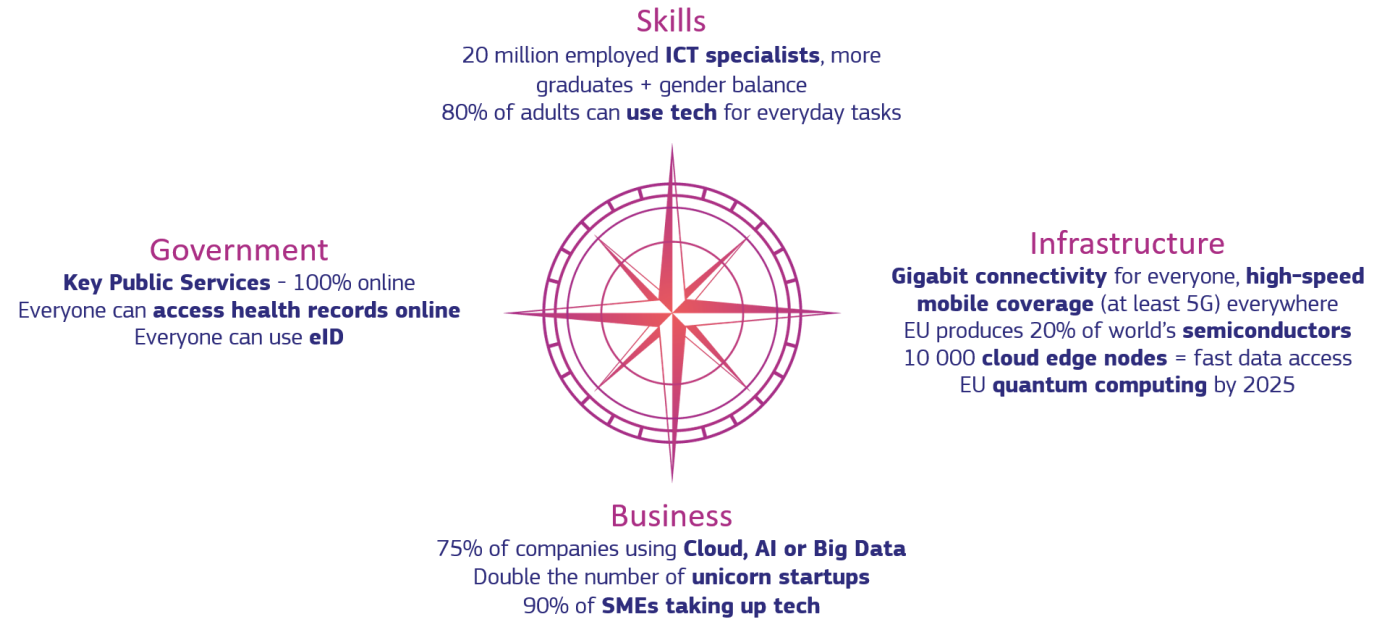 Skills
20 million employed ICT specialists, more
graduates + gender balance
80% of adults can use tech for everyday tasks
Government
Key Public Services - 100% online
Everyone can access health records online
Everyone can use eID
Infrastructure
Gigabit connectivity for everyone, high-speed
mobile coverage (at least 5G) everywhere
EU produces 20% of world's semiconductors
10 000 cloud edge nodes = fast data access
EU quantum computing by 2025
Business
75% of companies using Cloud, AI or Big Data
Double the number of unicorn startups
90% of SMEs taking up tech